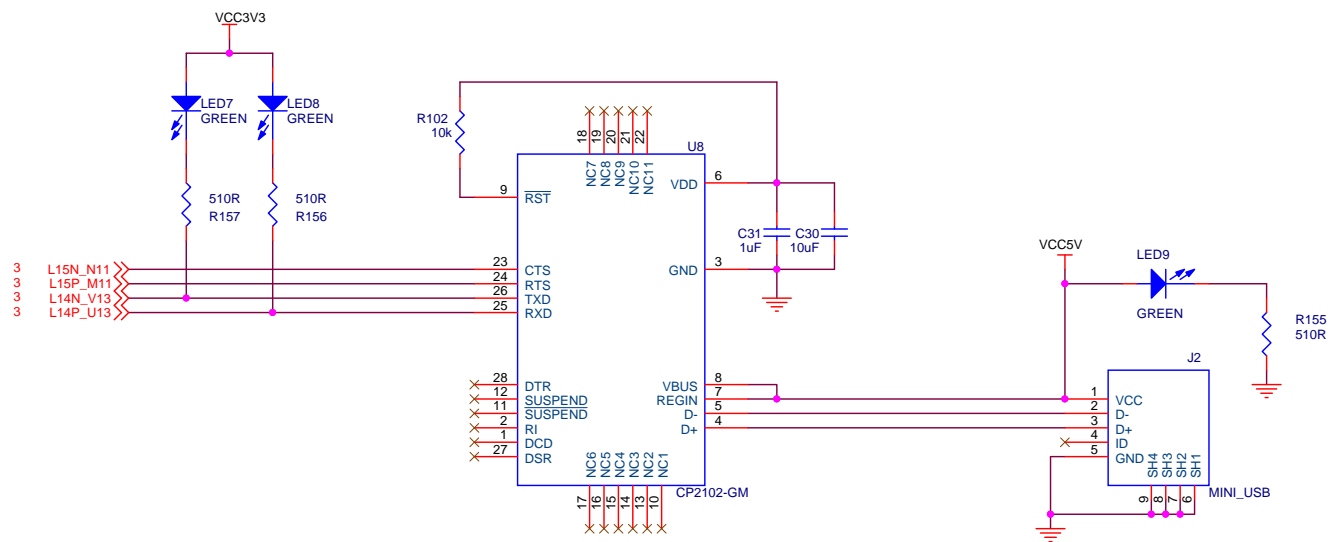 VCC3V3
LED7
GREEN
LED8
GREEN
510R
R157
510R
R156
3 L15N_N11
3 L15P_M11
3 L14N_V13
3 L14P_U13
R102
10k
U8
18 NC7
19 NC8
20 NC9
21 NC10
22 NC11
9 RST
23 CTS
24 RTS
26 TXD
25 RXD
28 DTR
12 SUSPEND
11 SUSPEND
2 RI
1 DCD
27 DSR
VDD 6
GND 3
VBUS 8
REGIN 7
D- 5
D+ 4
17 NC6
16 NC5
15 NC4
14 NC3
13 NC2
10 NC1
CP2102-GM
C31
1uF
C30
10uF
VCC5V
LED9
GREEN
R155
510R
J2
1 VCC
2 D-
3 D+
4 ID
5 GND
9 SH4
8 SH3
7 SH2
6 SH1
MINI_USB